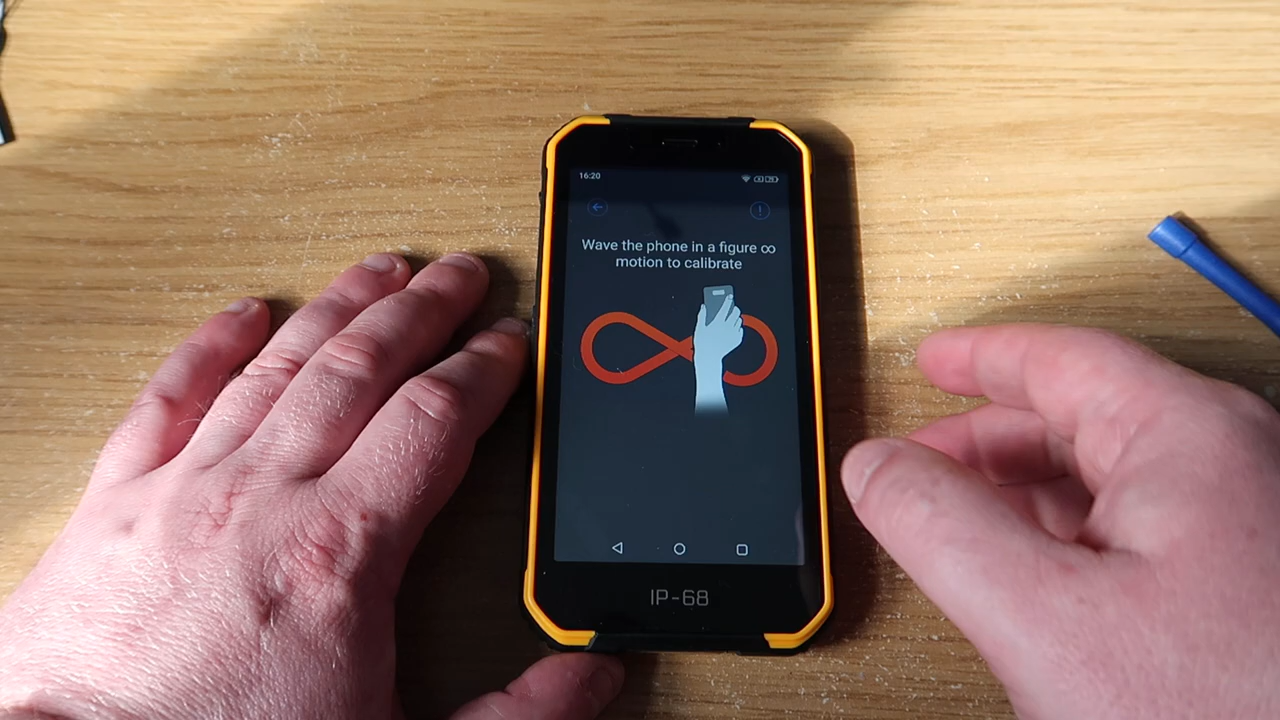 16:20
Wave the phone in a figure ∞
motion to calibrate
IP-68